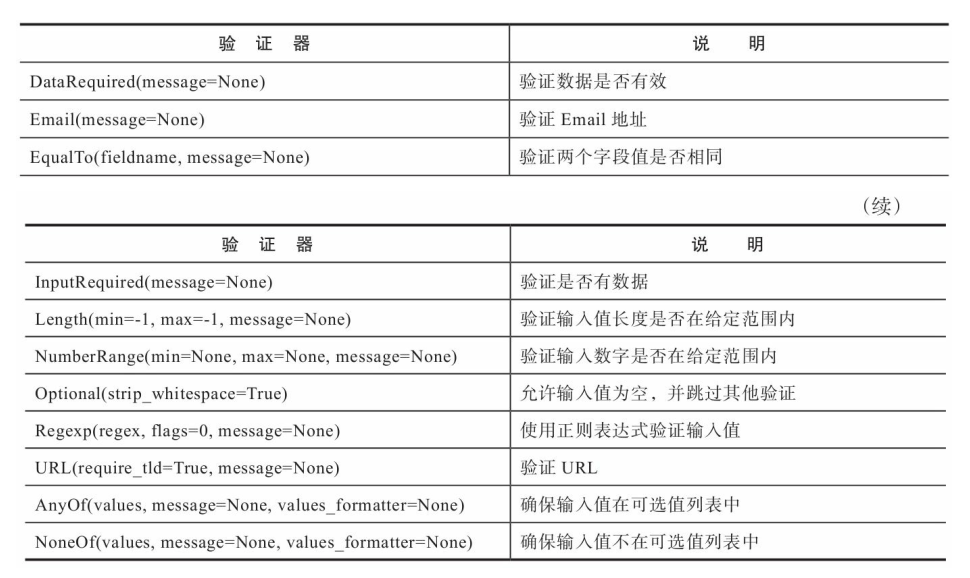 验 证 器 说 明
DataRequired(message=None) 验证数据是否有效
Email(message=None) 验证 Email 地址
EqualTo(fieldname, message=None) 验证两个字段值是否相同
（续）
验 证 器 说 明
InputRequired(message=None) 验证是否有数据
Length(min=-1, max=-1, message=None) 验证输入值长度是否在给定范围内
NumberRange(min=None, max=None, message=None) 验证输入数字是否在给定范围内
Optional(strip_whitespace=True) 允许输入值为空，并跳过其他验证
Regexp(regex, flags=0, message=None) 使用正则表达式验证输入值
URL(require_tld=True, message=None) 验证 URL
AnyOf(values, message=None, values_formatter=None) 确保输入值在可选值列表中
NoneOf(values, message=None, values_formatter=None) 确保输入值不在可选值列表中